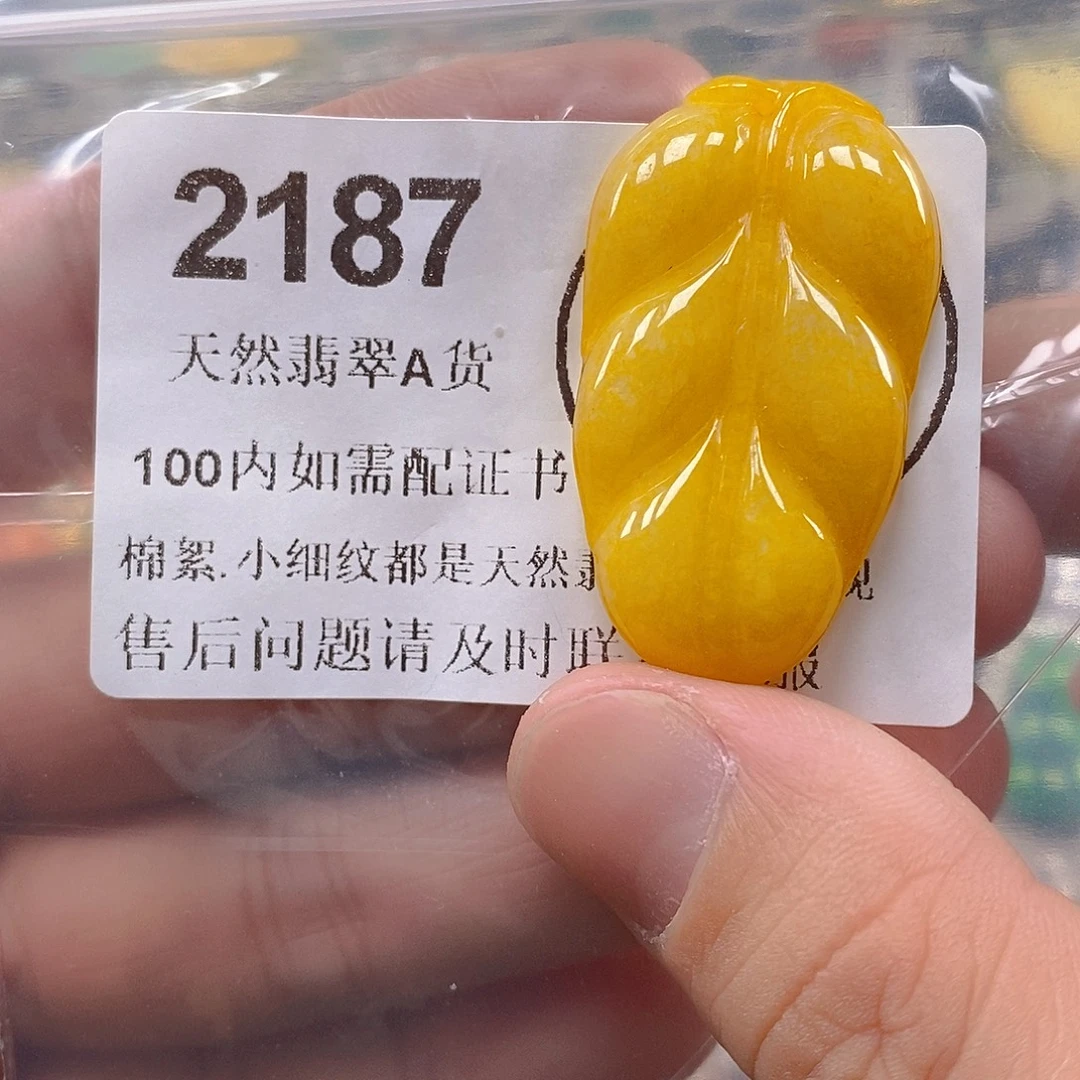 2187
天然翡翠A货
100内如需配证书
棉絮.小细纹都是天然
售后问题请及时联